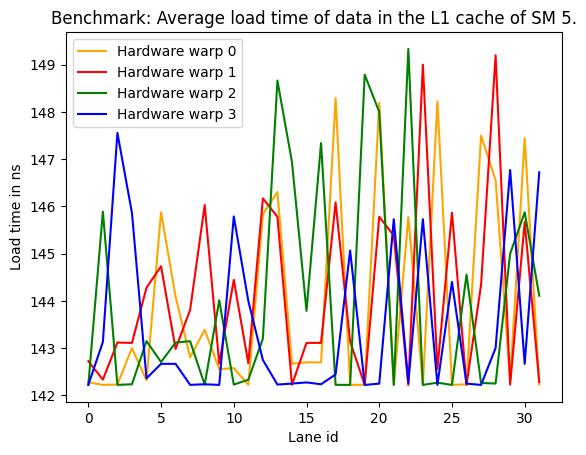 Benchmark: Average load time of data in the L1 cache of SM 5.
Hardware warp 0
Hardware warp 1
Hardware warp 2
Hardware warp 3
149
148
147
146
145
144
143
142
Load time in ns
0 5 10 15 20 25 30
Lane id